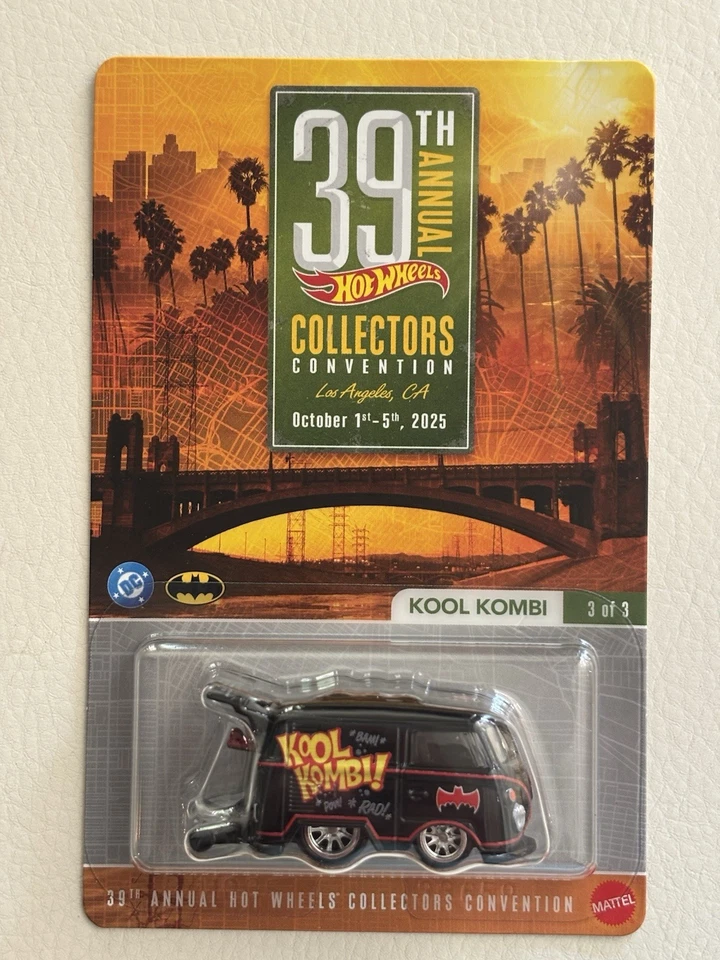 39TH
ANNUAL
HOT WHEELS
COLLECTORS
CONVENTION
Los Angeles, CA
October 1st-5th, 2025
DC
KOOL KOMBI
3 of 3
KOOL
KOMBI!
*BAM!*
POW!
RAD!
39TH ANNUAL HOT WHEELS COLLECTORS CONVENTION
MATTEL